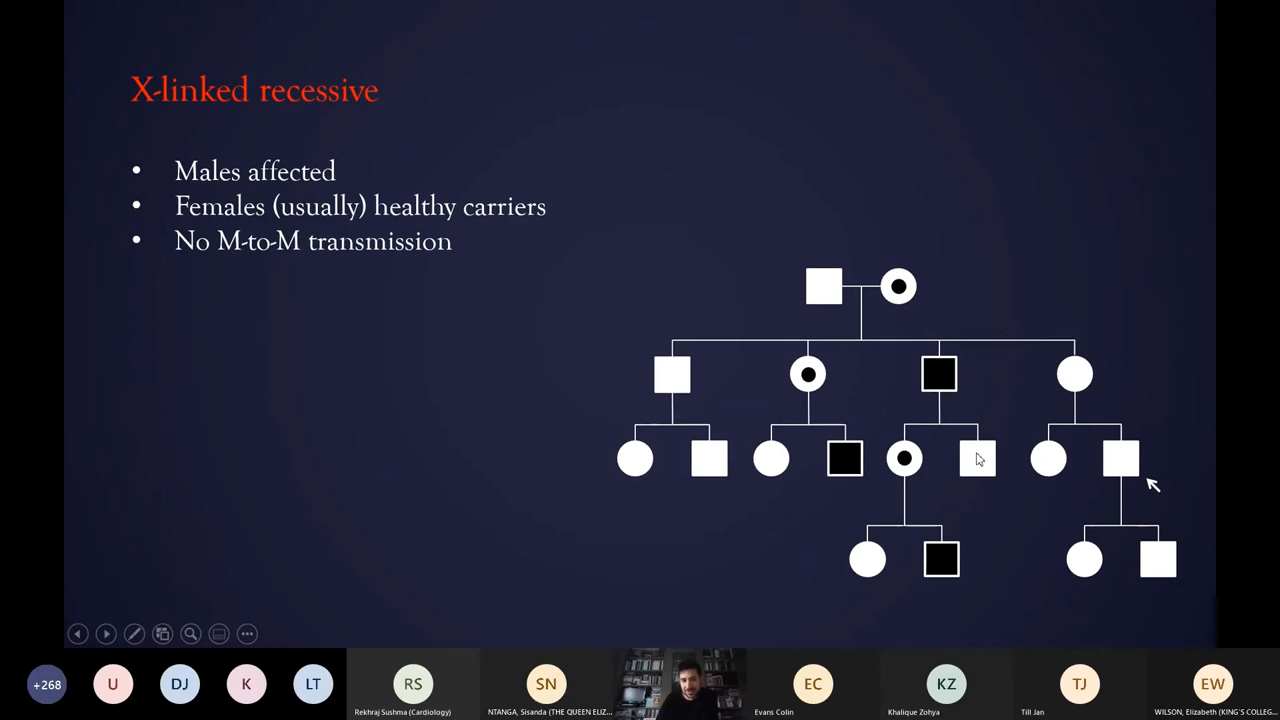 X-linked recessive
• Males affected
• Females (usually) healthy carriers
• No M-to-M transmission
+268
U
DJ
K
LT
RS
Rekhraj Sushma (Cardiology)
SN
NTANGA, Sisanda (THE QUEEN ELIZ...
EC
Evans Colin
KZ
Khalique Zohya
TJ
Till Jan
EW
WILSON, Elizabeth (KING'S COLLEG...